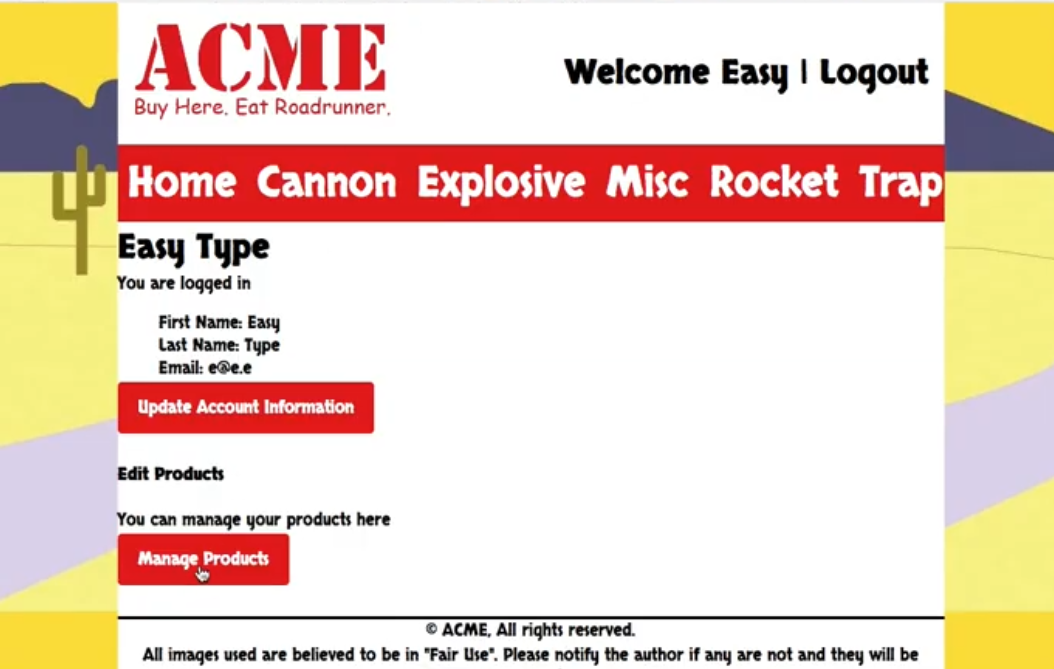 ACME
Buy Here. Eat Roadrunner.
Welcome Easy | Logout
Home Cannon Explosive Misc Rocket Trap
Easy Type
You are logged in
First Name: Easy
Last Name: Type
Email: e@e.e
Update Account Information
Edit Products
You can manage your products here
Manage Products
© ACME, All rights reserved.
All images used are believed to be in "Fair Use". Please notify the author if any are not and they will be